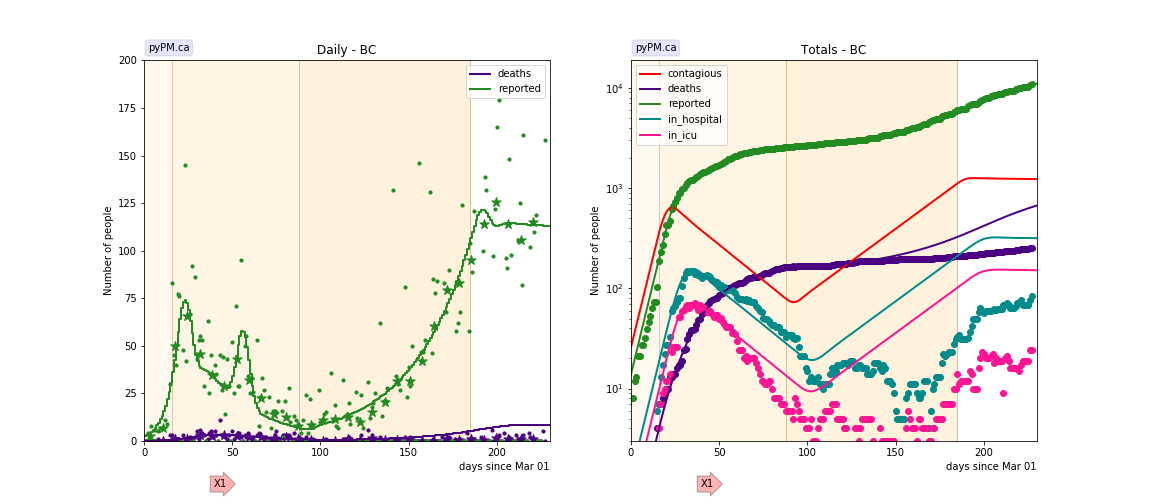 pyPM.ca
Daily - BC
200
175
150
125
100
75
50
25
0
Number of people
deaths
reported
0
50
100
150
200
days since Mar 01
X1
pyPM.ca
Totals - BC
10⁴
10³
10²
10¹
Number of people
contagious
deaths
reported
in_hospital
in_icu
0
50
100
150
200
days since Mar 01
X1